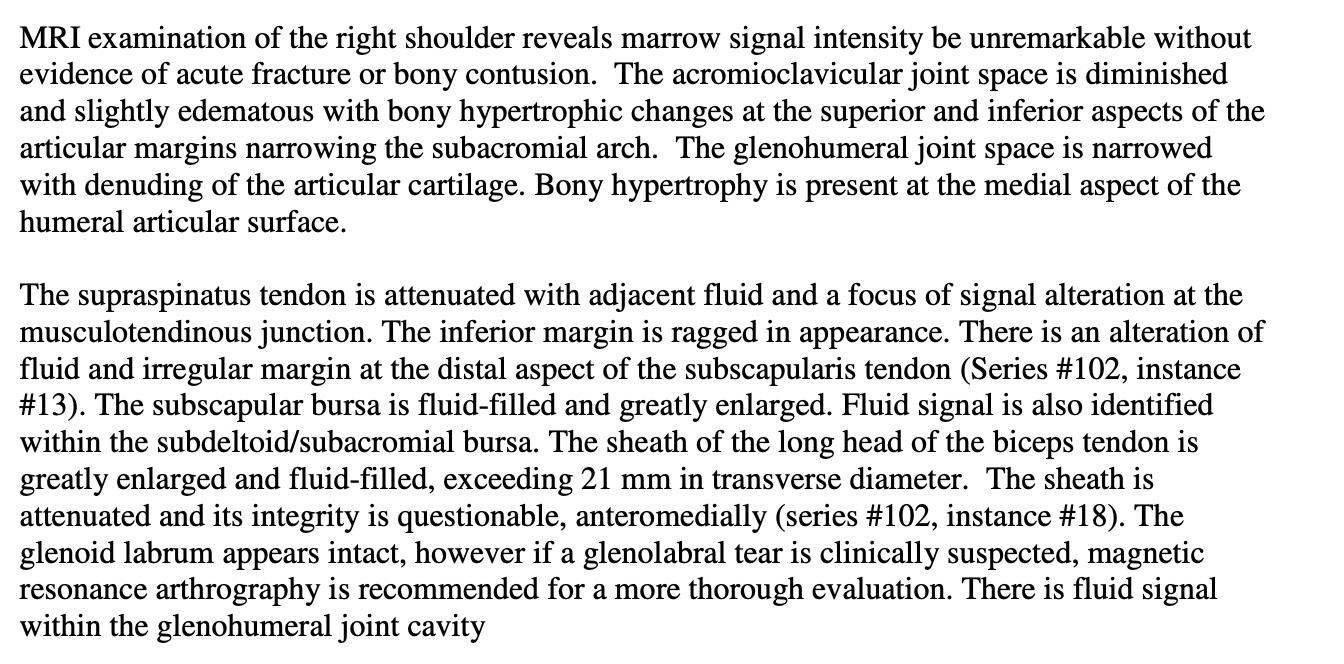 MRI examination of the right shoulder reveals marrow signal intensity be unremarkable without
evidence of acute fracture or bony contusion.  The acromioclavicular joint space is diminished
and slightly edematous with bony hypertrophic changes at the superior and inferior aspects of the
articular margins narrowing the subacromial arch.  The glenohumeral joint space is narrowed
with denuding of the articular cartilage. Bony hypertrophy is present at the medial aspect of the
humeral articular surface.

The supraspinatus tendon is attenuated with adjacent fluid and a focus of signal alteration at the
musculotendinous junction. The inferior margin is ragged in appearance. There is an alteration of
fluid and irregular margin at the distal aspect of the subscapularis tendon (Series #102, instance
#13). The subscapular bursa is fluid-filled and greatly enlarged. Fluid signal is also identified
within the subdeltoid/subacromial bursa. The sheath of the long head of the biceps tendon is
greatly enlarged and fluid-filled, exceeding 21 mm in transverse diameter.  The sheath is
attenuated and its integrity is questionable, anteromedially (series #102, instance #18). The
glenoid labrum appears intact, however if a glenolabral tear is clinically suspected, magnetic
resonance arthrography is recommended for a more thorough evaluation. There is fluid signal
within the glenohumeral joint cavity